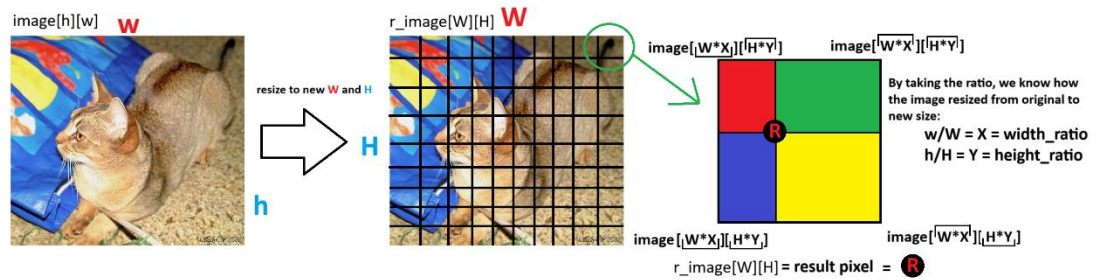 image[h][w]
w
h
resize to new W and H
r_image[W][H]
W
H
image[⌊W*X⌋][⌈H*Y⌉]
image[⌈W*X⌉][⌈H*Y⌉]
R
image[⌊W*X⌋][⌊H*Y⌋]
image[⌈W*X⌉][⌊H*Y⌋]
r_image[W][H] = result pixel = R
By taking the ratio, we know how
the image resized from original to
new size:
w/W = X = width_ratio
h/H = Y = height_ratio